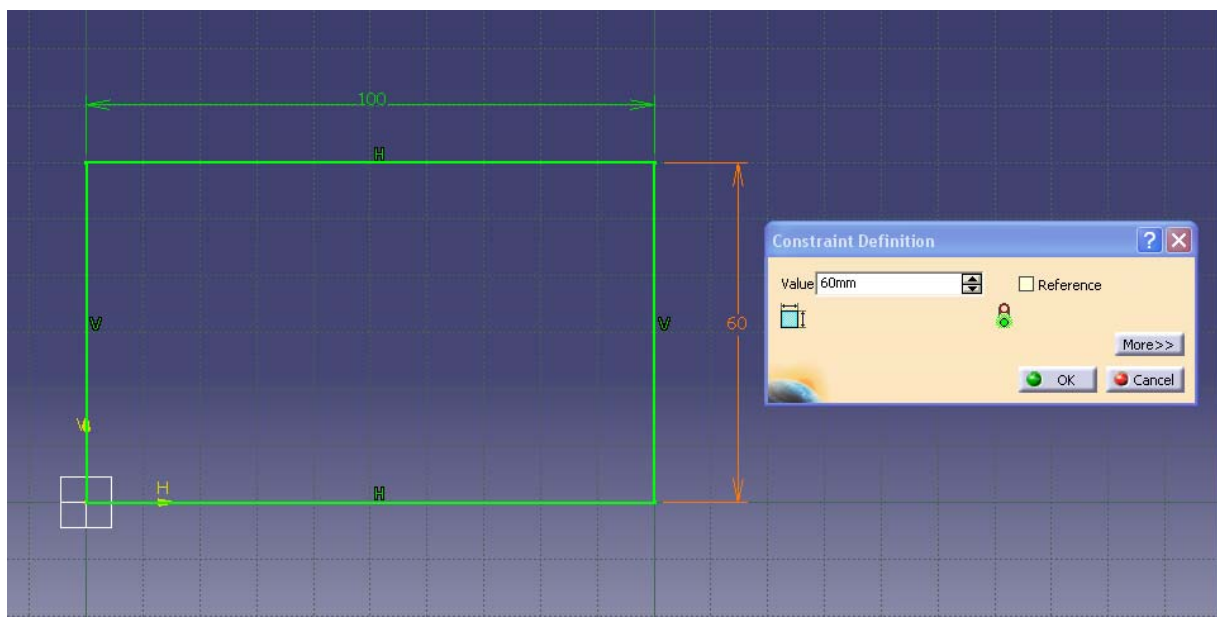 100
H
V
V
60
V
H
H
Constraint Definition
?
Value 60mm
Reference
More>>
OK
Cancel